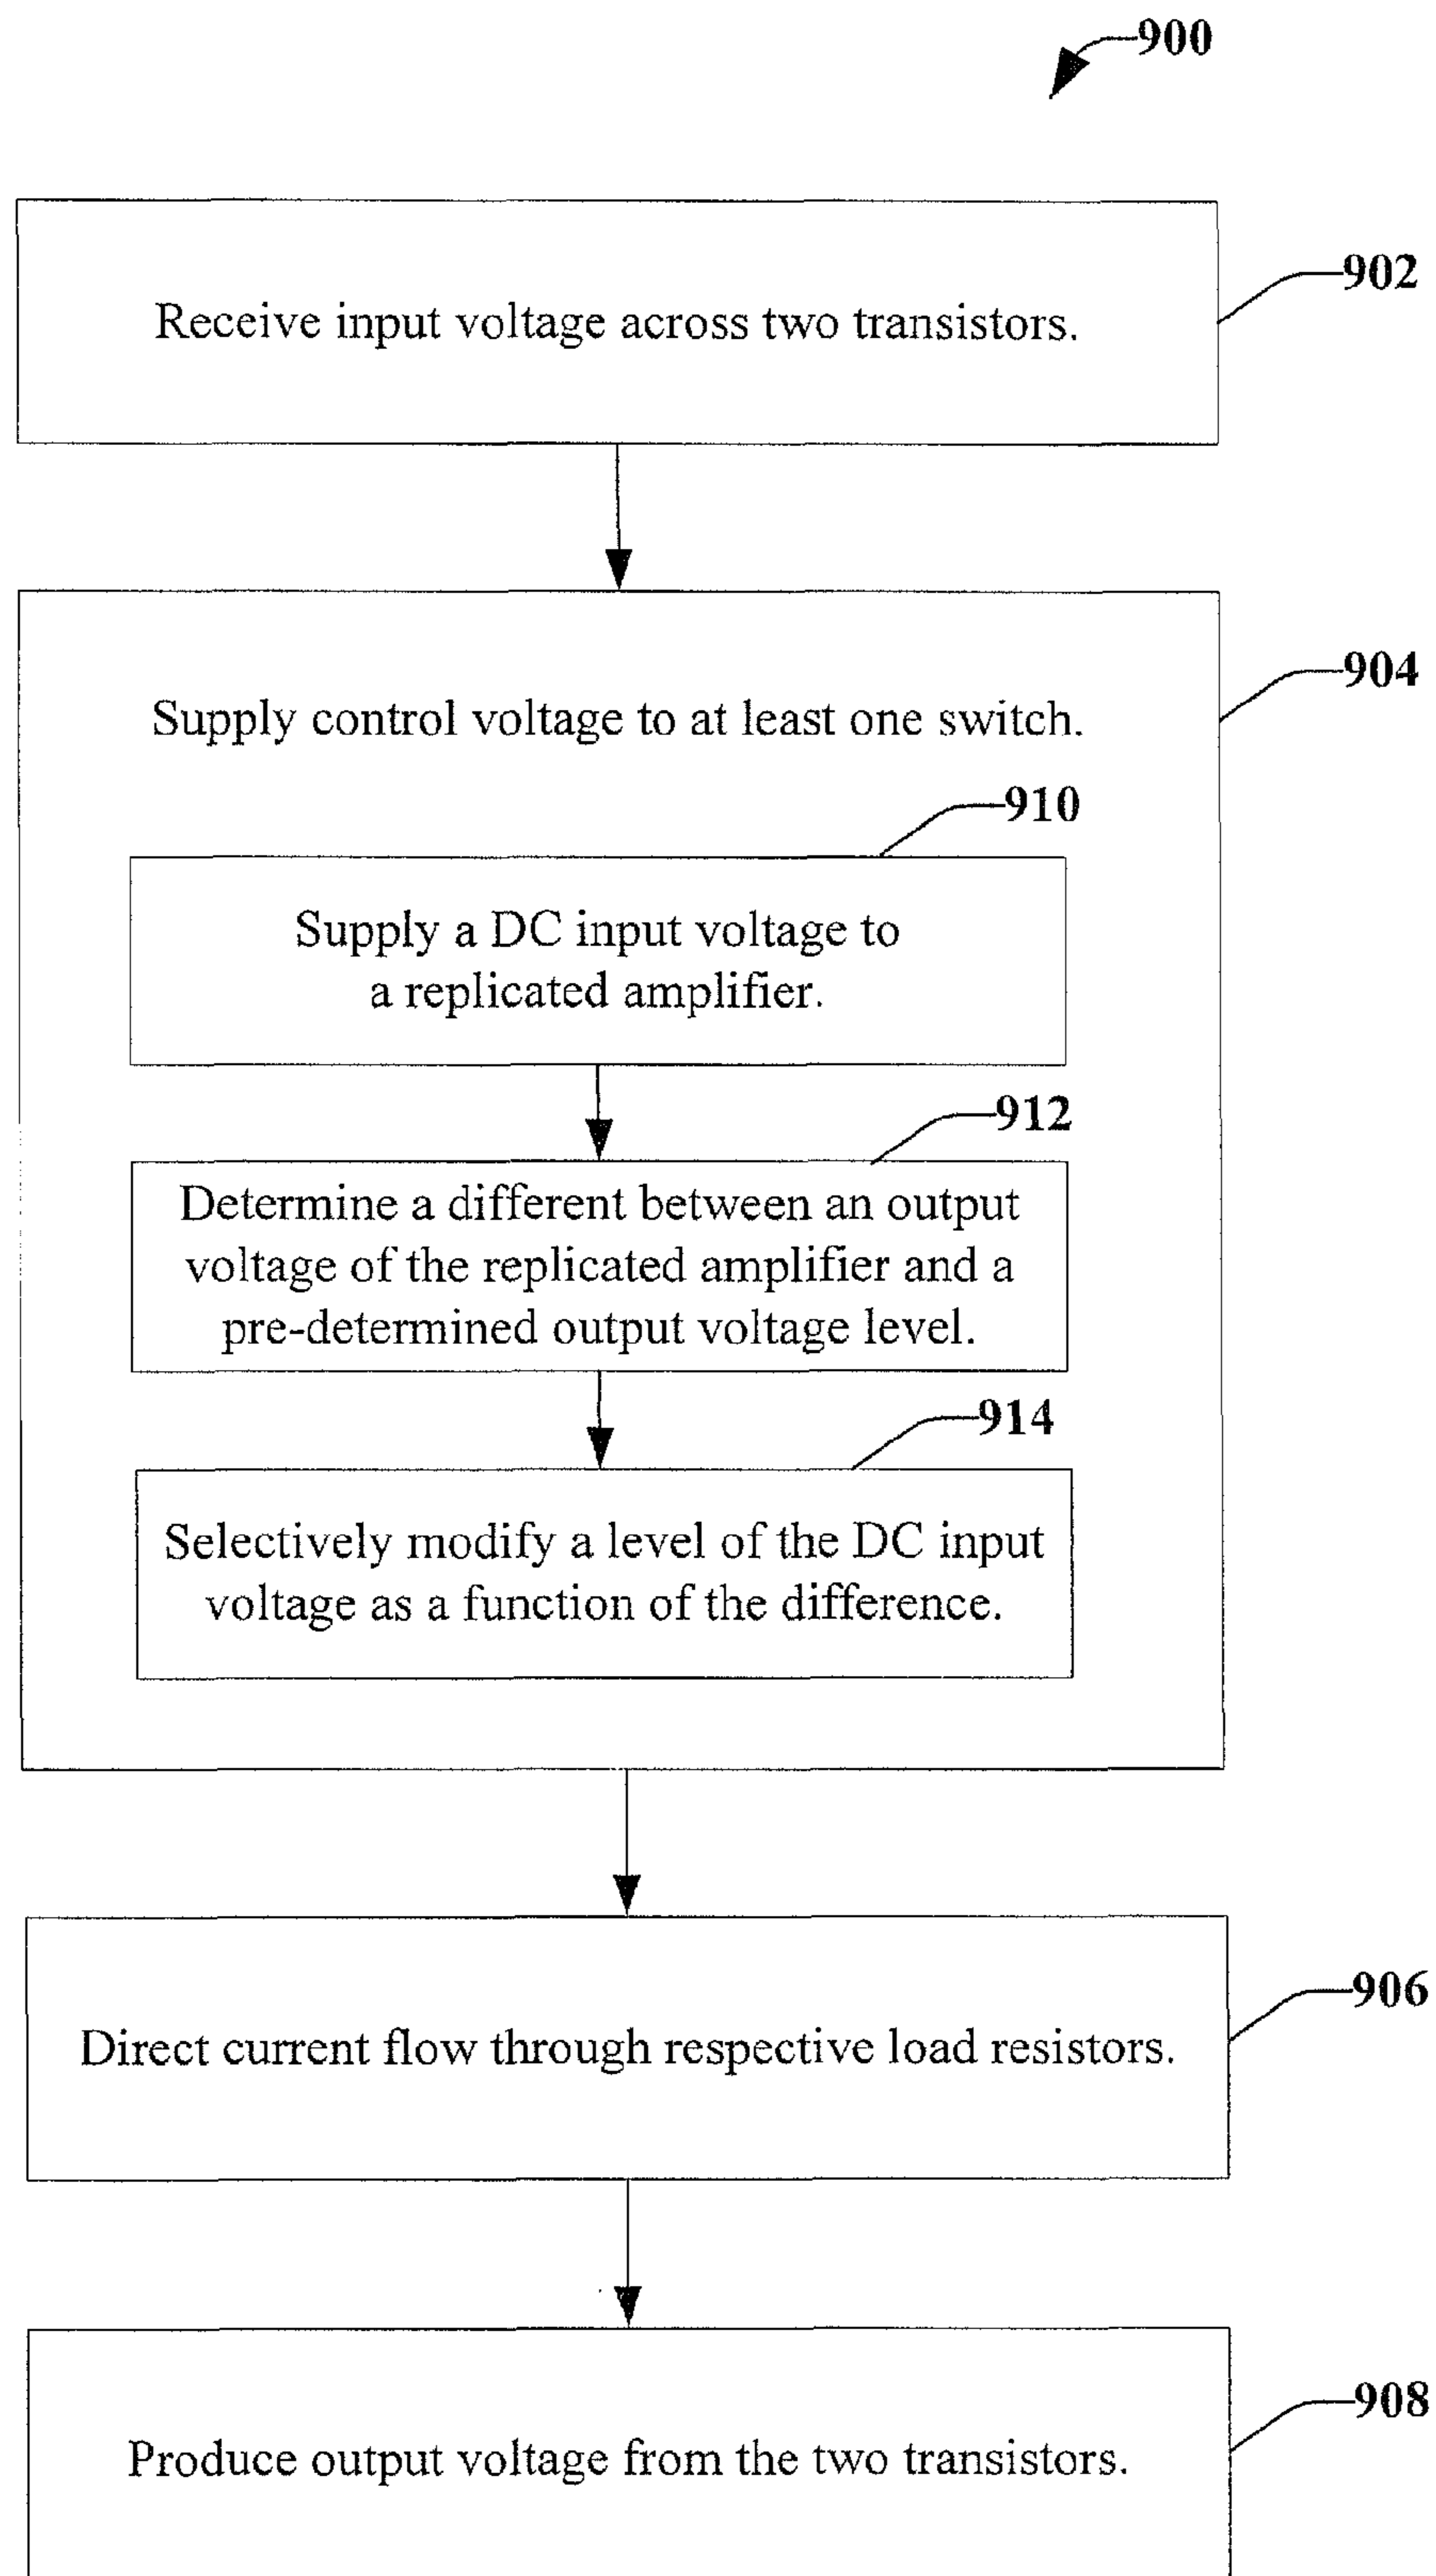 900
902
Receive input voltage across two transistors.
904
Supply control voltage to at least one switch.
910
Supply a DC input voltage to
a replicated amplifier.
912
Determine a different between an output
voltage of the replicated amplifier and a
pre-determined output voltage level.
914
Selectively modify a level of the DC input
voltage as a function of the difference.
906
Direct current flow through respective load resistors.
908
Produce output voltage from the two transistors.